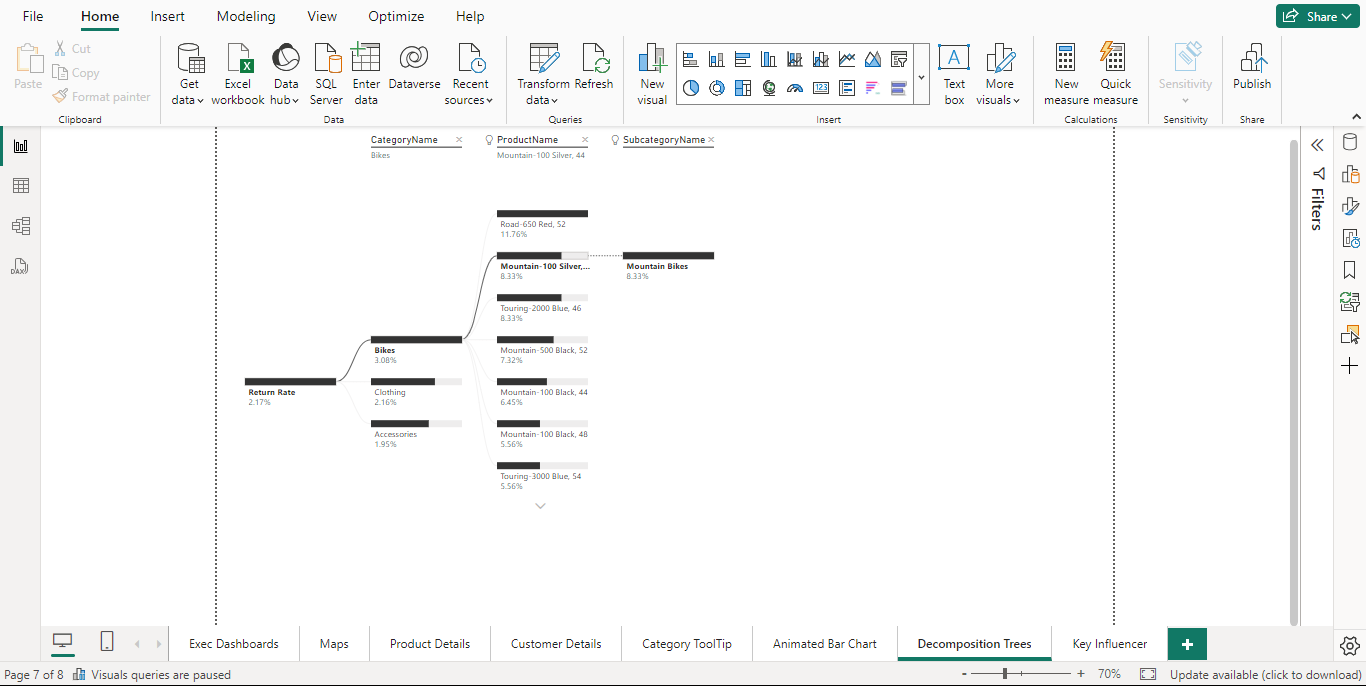 File Home Insert Modeling View Optimize Help Share
Paste Cut Copy Format painter
Get data Excel workbook Data hub SQL Server Enter data Dataverse Recent sources
Transform data Refresh
New visual 123 A Text box More visuals
New measure Quick measure
Sensitivity
Publish
Clipboard Data Queries Insert Calculations Sensitivity Share
CategoryName ProductName SubcategoryName
Bikes Mountain-100 Silver, 44
Road-650 Red, 52
11.76%
Mountain-100 Silver,... Mountain Bikes
8.33% 8.33%
Touring-2000 Blue, 46
8.33%
Bikes Mountain-500 Black, 52
3.08% 7.32%
Return Rate Clothing Mountain-100 Black, 44
2.17% 2.16% 6.45%
Accessories Mountain-100 Black, 48
1.95% 5.56%
Touring-3000 Blue, 54
5.56%
Filters
DAX
Exec Dashboards Maps Product Details Customer Details Category ToolTip Animated Bar Chart Decomposition Trees Key Influencer +
Page 7 of 8 Visuals queries are paused - + 70% Update available (click to download)